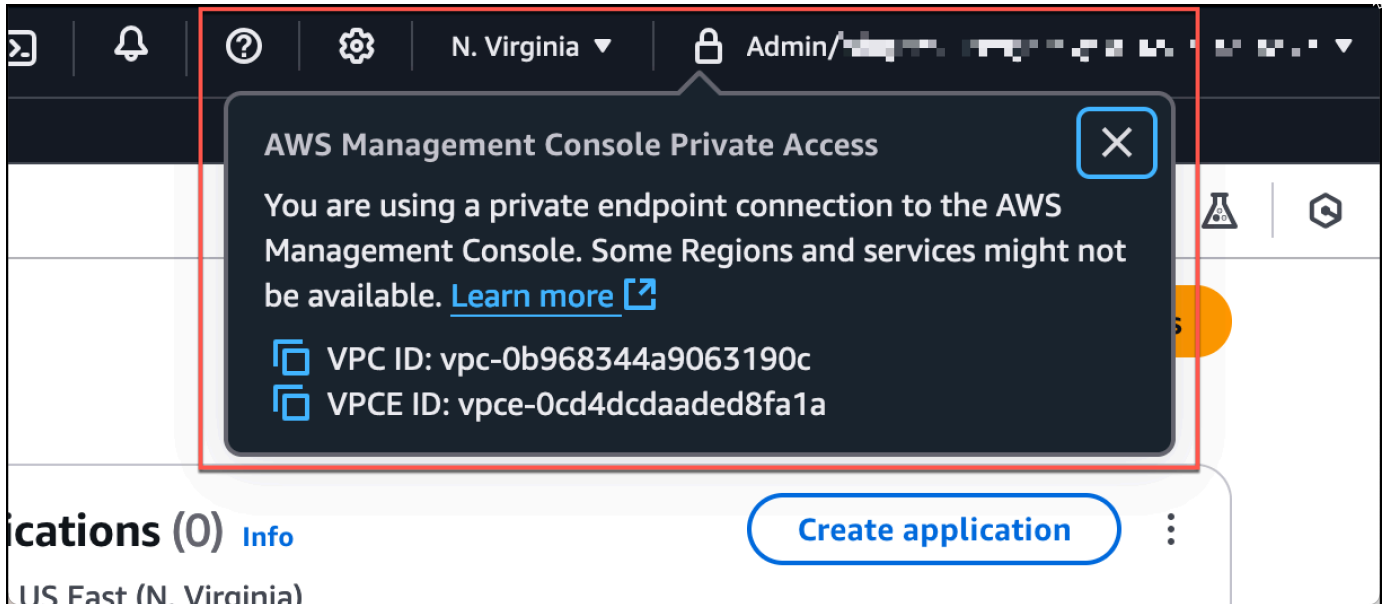 N. Virginia ▼
Admin/
AWS Management Console Private Access
You are using a private endpoint connection to the AWS
Management Console. Some Regions and services might not
be available. Learn more
VPC ID: vpc-0b968344a9063190c
VPCE ID: vpce-0cd4dcdaaded8fa1a
s
ications (0) Info
Create application
US East (N. Virginia)